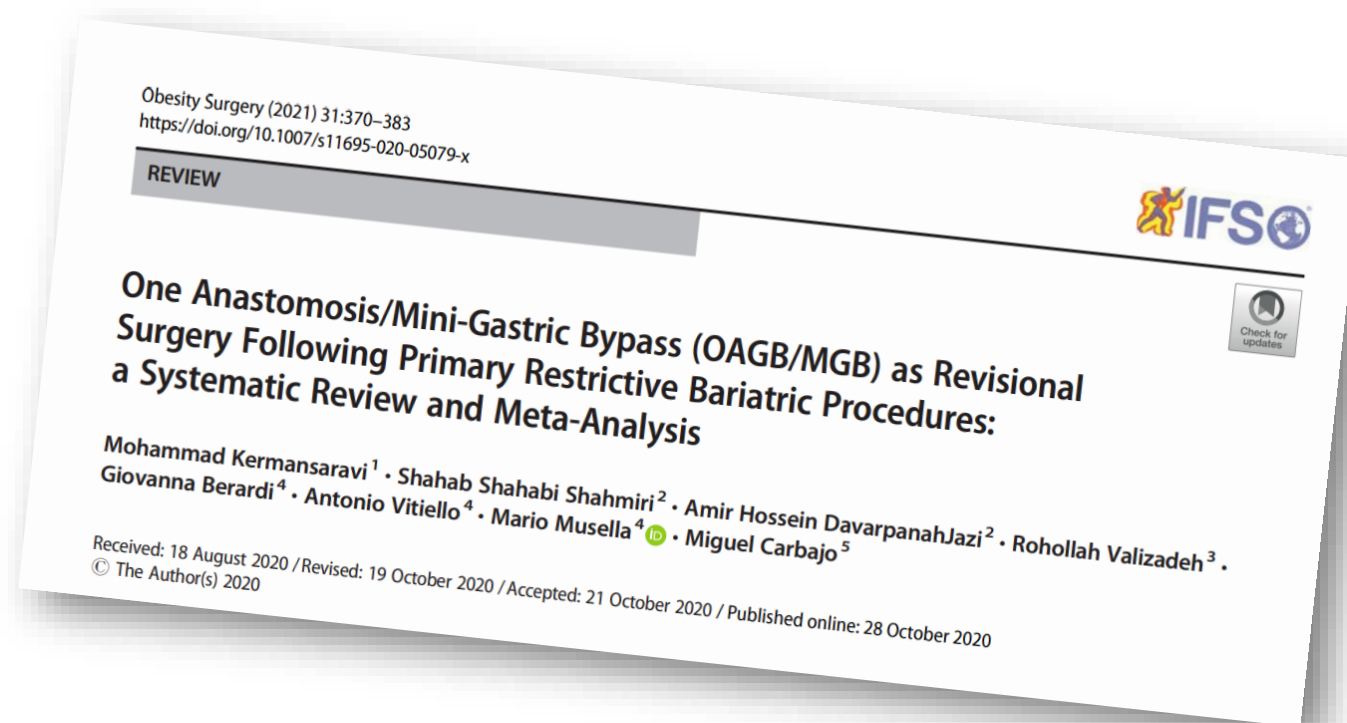 Obesity Surgery (2021) 31:370–383
https://doi.org/10.1007/s11695-020-05079-x
REVIEW
IFSO
Check for
updates
One Anastomosis/Mini-Gastric Bypass (OAGB/MGB) as Revisional
Surgery Following Primary Restrictive Bariatric Procedures:
a Systematic Review and Meta-Analysis
Mohammad Kermansaravi 1 · Shahab Shahabi Shahmiri 2 · Amir Hossein DavarpanahJazi 2 · Rohollah Valizadeh 3 ·
Giovanna Berardi 4 · Antonio Vitiello 4 · Mario Musella 4 iD · Miguel Carbajo 5
Received: 18 August 2020 / Revised: 19 October 2020 / Accepted: 21 October 2020 / Published online: 28 October 2020
© The Author(s) 2020